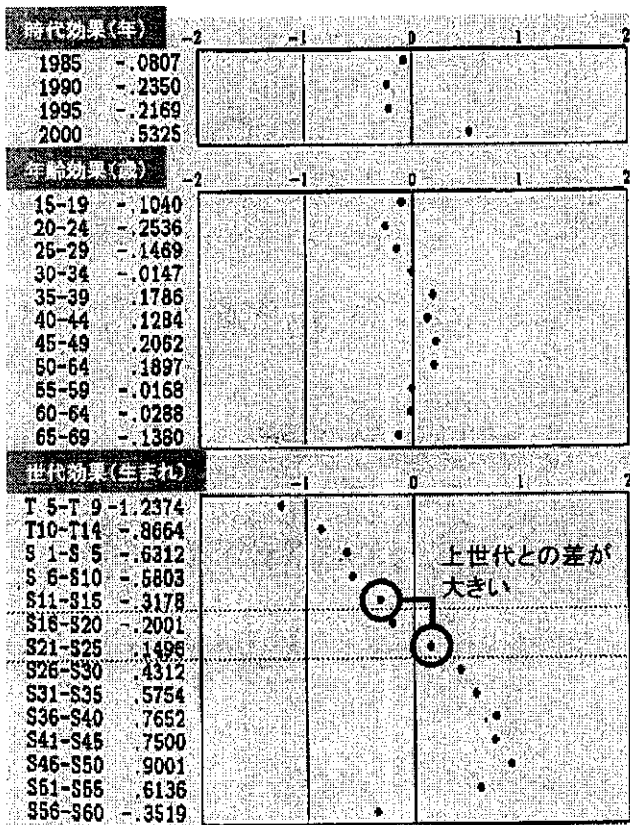 時代効果(年)
-2 -1 0 1 2
1985 -.0807
1990 -.2350
1995 -.2169
2000 .5325
年齢効果(歳)
-2 -1 0 1 2
15-19 -.1040
20-24 -.2536
25-29 -.1469
30-34 -.0147
35-39 .1786
40-44 .1284
45-49 .2062
50-54 .1897
55-59 -.0168
60-64 -.0288
65-69 -.1380
世代効果(生まれ)
-1 0 1 2
T 5-T 9 -1.2374
T10-T14 -.8664
S 1-S 5 -.6312
S 6-S10 -.5803
S11-S15 -.3178
S16-S20 -.2001
S21-S25 .1496
S26-S30 .4312
S31-S35 .5754
S36-S40 .7652
S41-S45 .7500
S46-S50 .9001
S51-S55 .6136
S56-S60 -.3519
上世代との差が
大きい